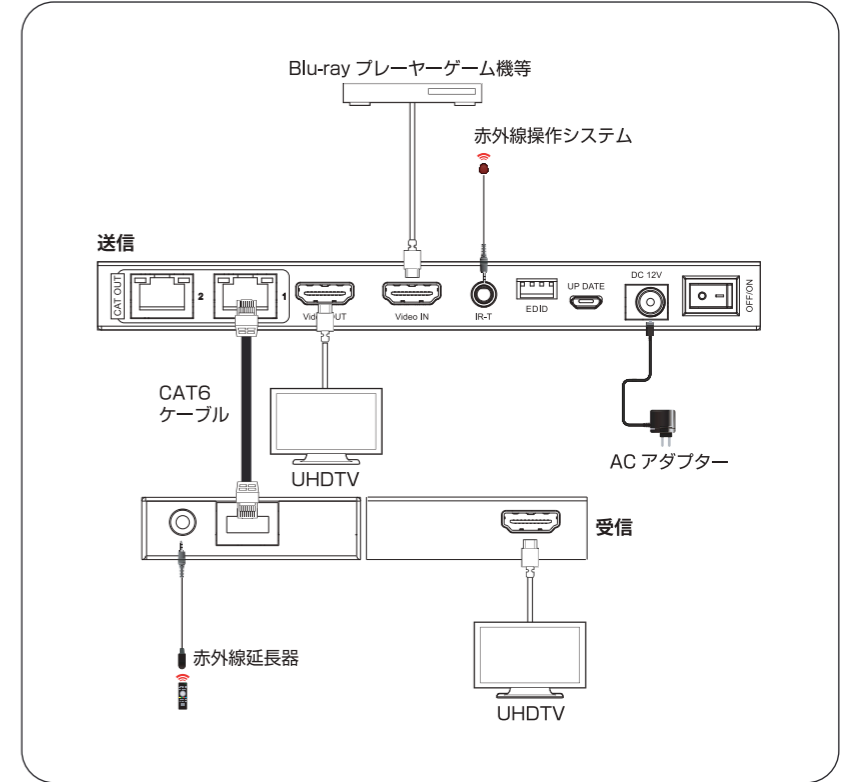 Blu-ray プレーヤーゲーム機等
赤外線操作システム
送信
CAT OUT
2
1
Video OUT
Video IN
IR-T
EDID
UP DATE
DC 12V
OFF/ON
CAT6
ケーブル
UHDTV
AC アダプター
受信
赤外線延長器
UHDTV